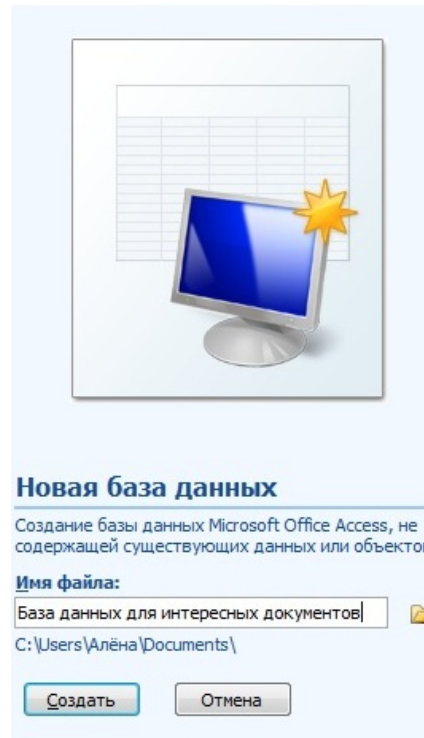 Новая база данных
Создание базы данных Microsoft Office Access, не
содержащей существующих данных или объекто
Имя файла:
База данных для интересных документов
C:\Users\Алёна\Documents\
Создать
Отмена